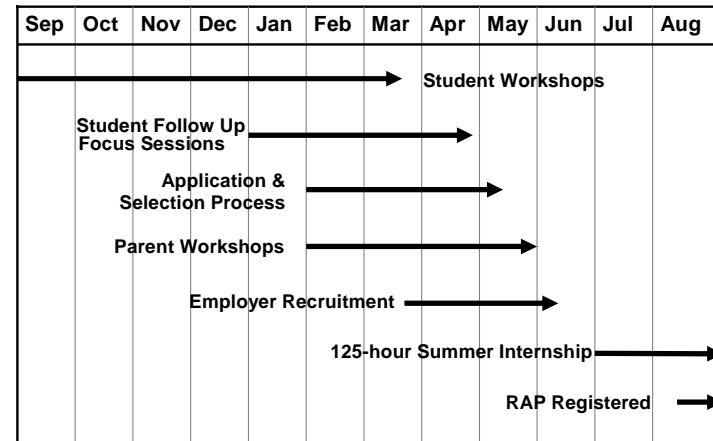 Sep Oct Nov Dec Jan Feb Mar Apr May Jun Jul Aug
Student Workshops
Student Follow Up
Focus Sessions
Application &
Selection Process
Parent Workshops
Employer Recruitment
125-hour Summer Internship
RAP Registered